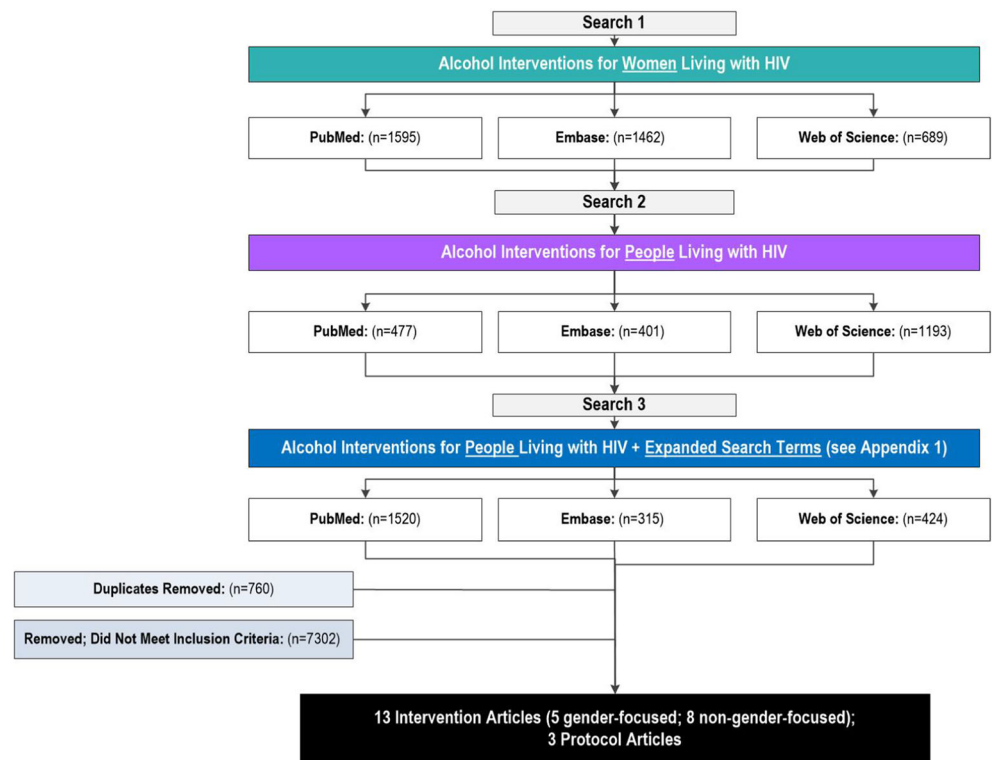 Search 1
Alcohol Interventions for Women Living with HIV
PubMed: (n=1595)
Embase: (n=1462)
Web of Science: (n=689)
Search 2
Alcohol Interventions for People Living with HIV
PubMed: (n=477)
Embase: (n=401)
Web of Science: (n=1193)
Search 3
Alcohol Interventions for People Living with HIV + Expanded Search Terms (see Appendix 1)
PubMed: (n=1520)
Embase: (n=315)
Web of Science: (n=424)
Duplicates Removed: (n=760)
Removed; Did Not Meet Inclusion Criteria: (n=7302)
13 Intervention Articles (5 gender-focused; 8 non-gender-focused);
3 Protocol Articles